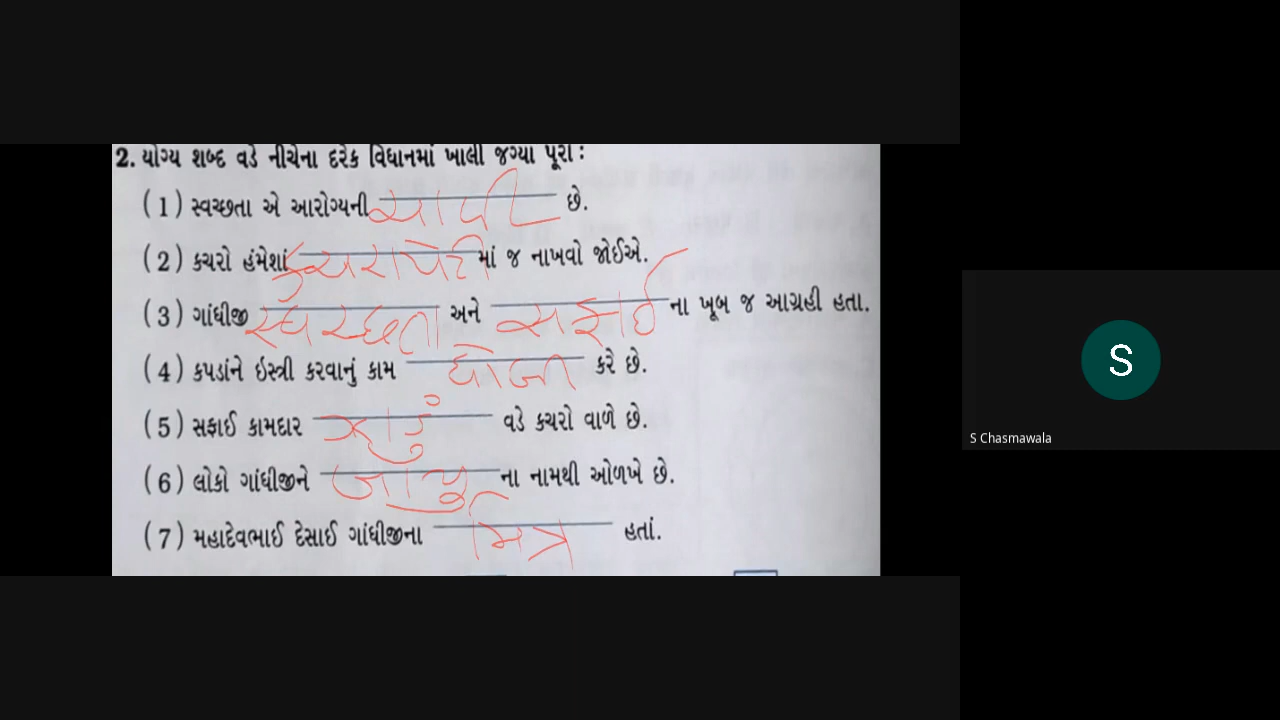 2. યોગ્ય શબ્દ વડે નીચેના દરેક વિધાનમાં ખાલી જગ્યા પૂરો :
(1) સ્વચ્છતા એ આરોગ્યની ચાવી છે.
(2) કચરો હંમેશાં કચરાપેટી માં જ નાખવો જોઈએ.
(3) ગાંધીજી સ્વચ્છતા અને સફાઈ ના ખૂબ જ આગ્રહી હતા.
(4) કપડાંને ઇસ્ત્રી કરવાનું કામ ધોબી કરે છે.
(5) સફાઈ કામદાર ઝાડું વડે કચરો વાળે છે.
(6) લોકો ગાંધીજીને બાપુ ના નામથી ઓળખે છે.
(7) મહાદેવભાઈ દેસાઈ ગાંધીજીના મિત્ર હતાં.
S
S Chasmawala